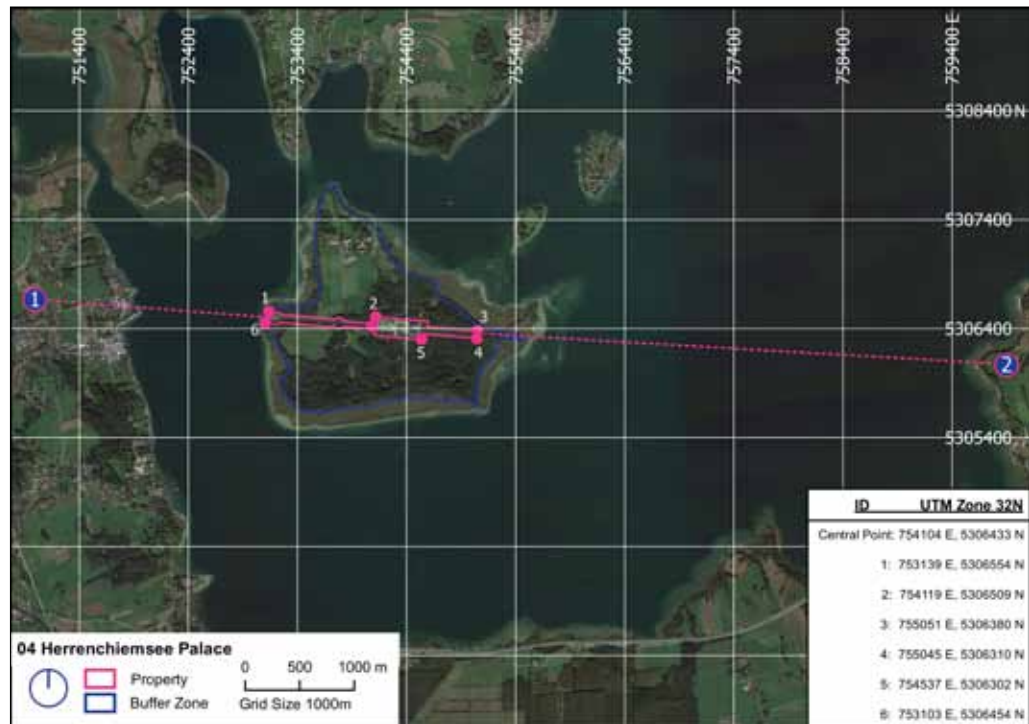 751400
752400
753400
754400
755400
756400
757400
758400
759400 E
5308400 N
5307400
5306400
5305400
1
2
1
2
3
6
5
4
ID UTM Zone 32N
Central Point: 754104 E, 5306433 N
1: 753139 E, 5306554 N
2: 754119 E, 5306509 N
3: 755051 E, 5306380 N
4: 755045 E, 5306310 N
5: 754537 E, 5306302 N
6: 753103 E, 5306454 N
04 Herrenchiemsee Palace
Property
Buffer Zone
0 500 1000 m
Grid Size 1000m